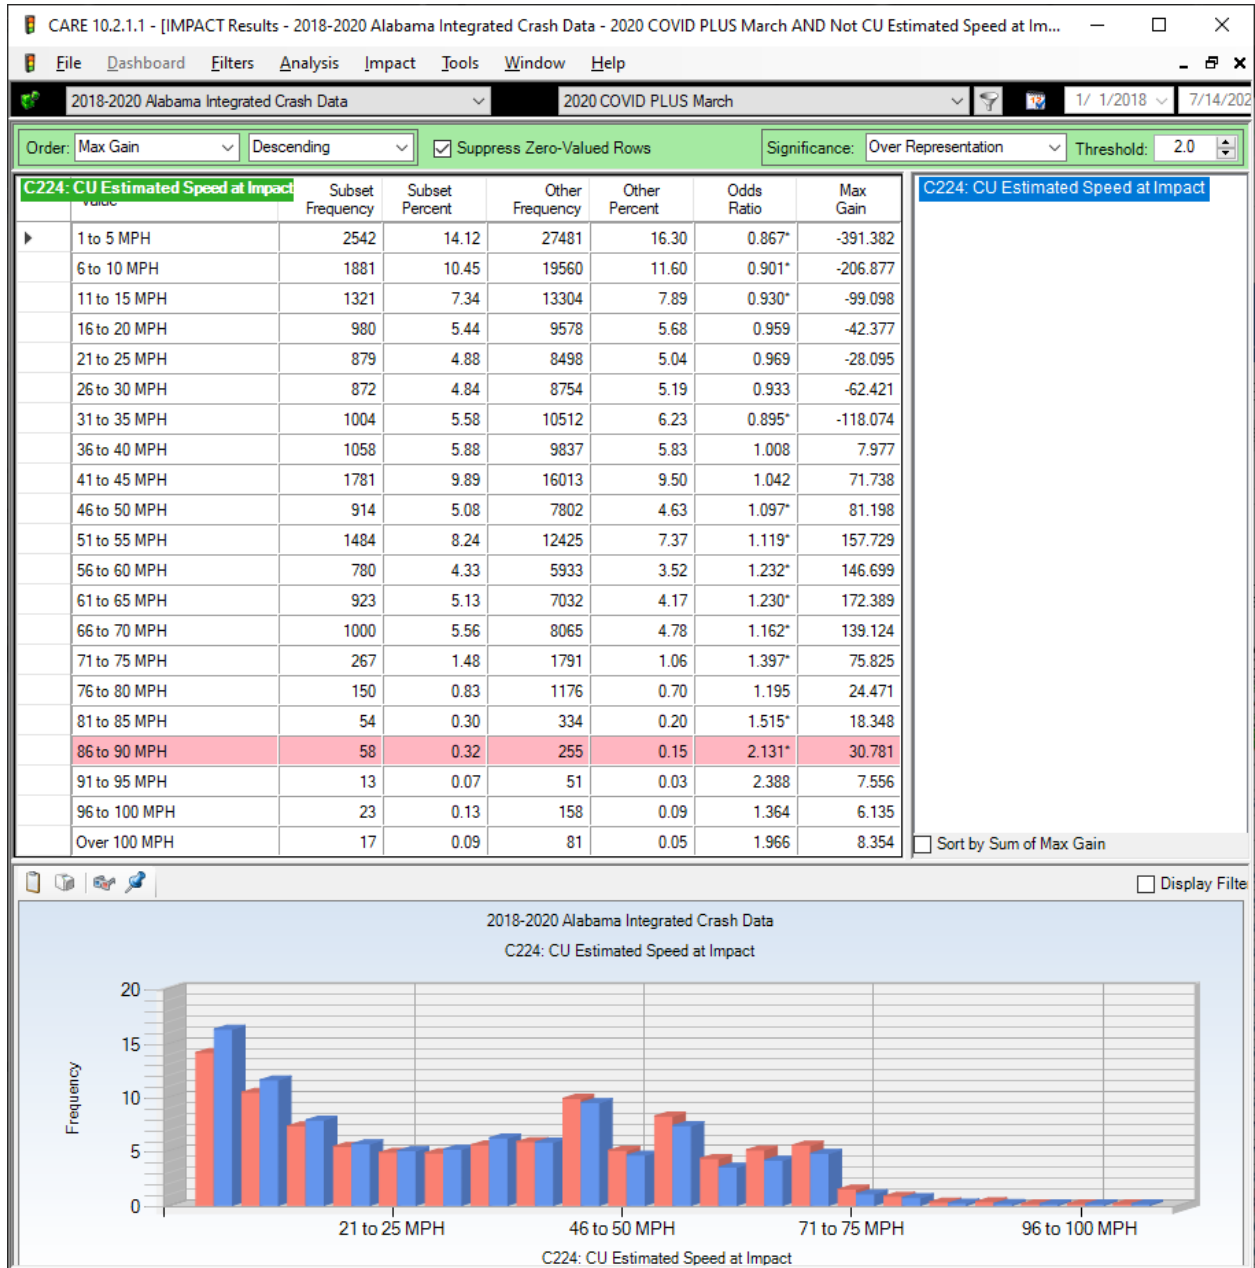 CARE 10.2.1.1 - [IMPACT Results - 2018-2020 Alabama Integrated Crash Data - 2020 COVID PLUS March AND Not CU Estimated Speed at Im...
File Dashboard Filters Analysis Impact Tools Window Help
2018-2020 Alabama Integrated Crash Data 2020 COVID PLUS March 1/ 1/2018 7/14/202
Order: Max Gain Descending Suppress Zero-Valued Rows Significance: Over Representation Threshold: 2.0
C224: CU Estimated Speed at Impact Subset Frequency Subset Percent Other Frequency Other Percent Odds Ratio Max Gain C224: CU Estimated Speed at Impact
1 to 5 MPH 2542 14.12 27481 16.30 0.867* -391.382
6 to 10 MPH 1881 10.45 19560 11.60 0.901* -206.877
11 to 15 MPH 1321 7.34 13304 7.89 0.930* -99.098
16 to 20 MPH 980 5.44 9578 5.68 0.959 -42.377
21 to 25 MPH 879 4.88 8498 5.04 0.969 -28.095
26 to 30 MPH 872 4.84 8754 5.19 0.933 -62.421
31 to 35 MPH 1004 5.58 10512 6.23 0.895* -118.074
36 to 40 MPH 1058 5.88 9837 5.83 1.008 7.977
41 to 45 MPH 1781 9.89 16013 9.50 1.042 71.738
46 to 50 MPH 914 5.08 7802 4.63 1.097* 81.198
51 to 55 MPH 1484 8.24 12425 7.37 1.119* 157.729
56 to 60 MPH 780 4.33 5933 3.52 1.232* 146.699
61 to 65 MPH 923 5.13 7032 4.17 1.230* 172.389
66 to 70 MPH 1000 5.56 8065 4.78 1.162* 139.124
71 to 75 MPH 267 1.48 1791 1.06 1.397* 75.825
76 to 80 MPH 150 0.83 1176 0.70 1.195 24.471
81 to 85 MPH 54 0.30 334 0.20 1.515* 18.348
86 to 90 MPH 58 0.32 255 0.15 2.131* 30.781
91 to 95 MPH 13 0.07 51 0.03 2.388 7.556
96 to 100 MPH 23 0.13 158 0.09 1.364 6.135
Over 100 MPH 17 0.09 81 0.05 1.966 8.354
Sort by Sum of Max Gain
Display Filte
2018-2020 Alabama Integrated Crash Data
C224: CU Estimated Speed at Impact
20
15
10
5
0
Frequency
21 to 25 MPH 46 to 50 MPH 71 to 75 MPH 96 to 100 MPH
C224: CU Estimated Speed at Impact